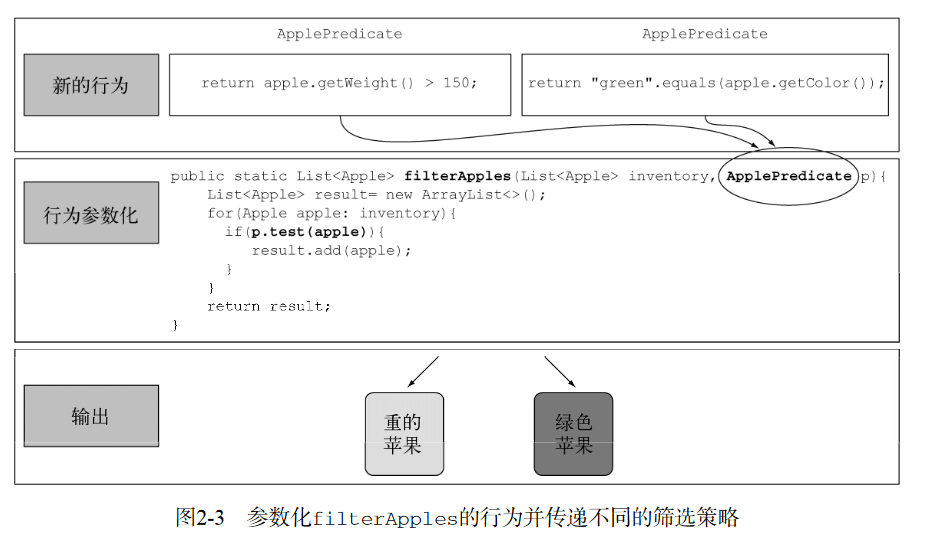 ApplePredicate ApplePredicate
新的行为 return apple.getWeight() > 150; return "green".equals(apple.getColor());
public static List<Apple> filterApples(List<Apple> inventory, ApplePredicate p){
List<Apple> result= new ArrayList<>();
行为参数化 for(Apple apple: inventory){
if(p.test(apple)){
result.add(apple);
}
}
return result;
}
输出
重的 绿色
苹果 苹果
图2-3 参数化filterApples的行为并传递不同的筛选策略